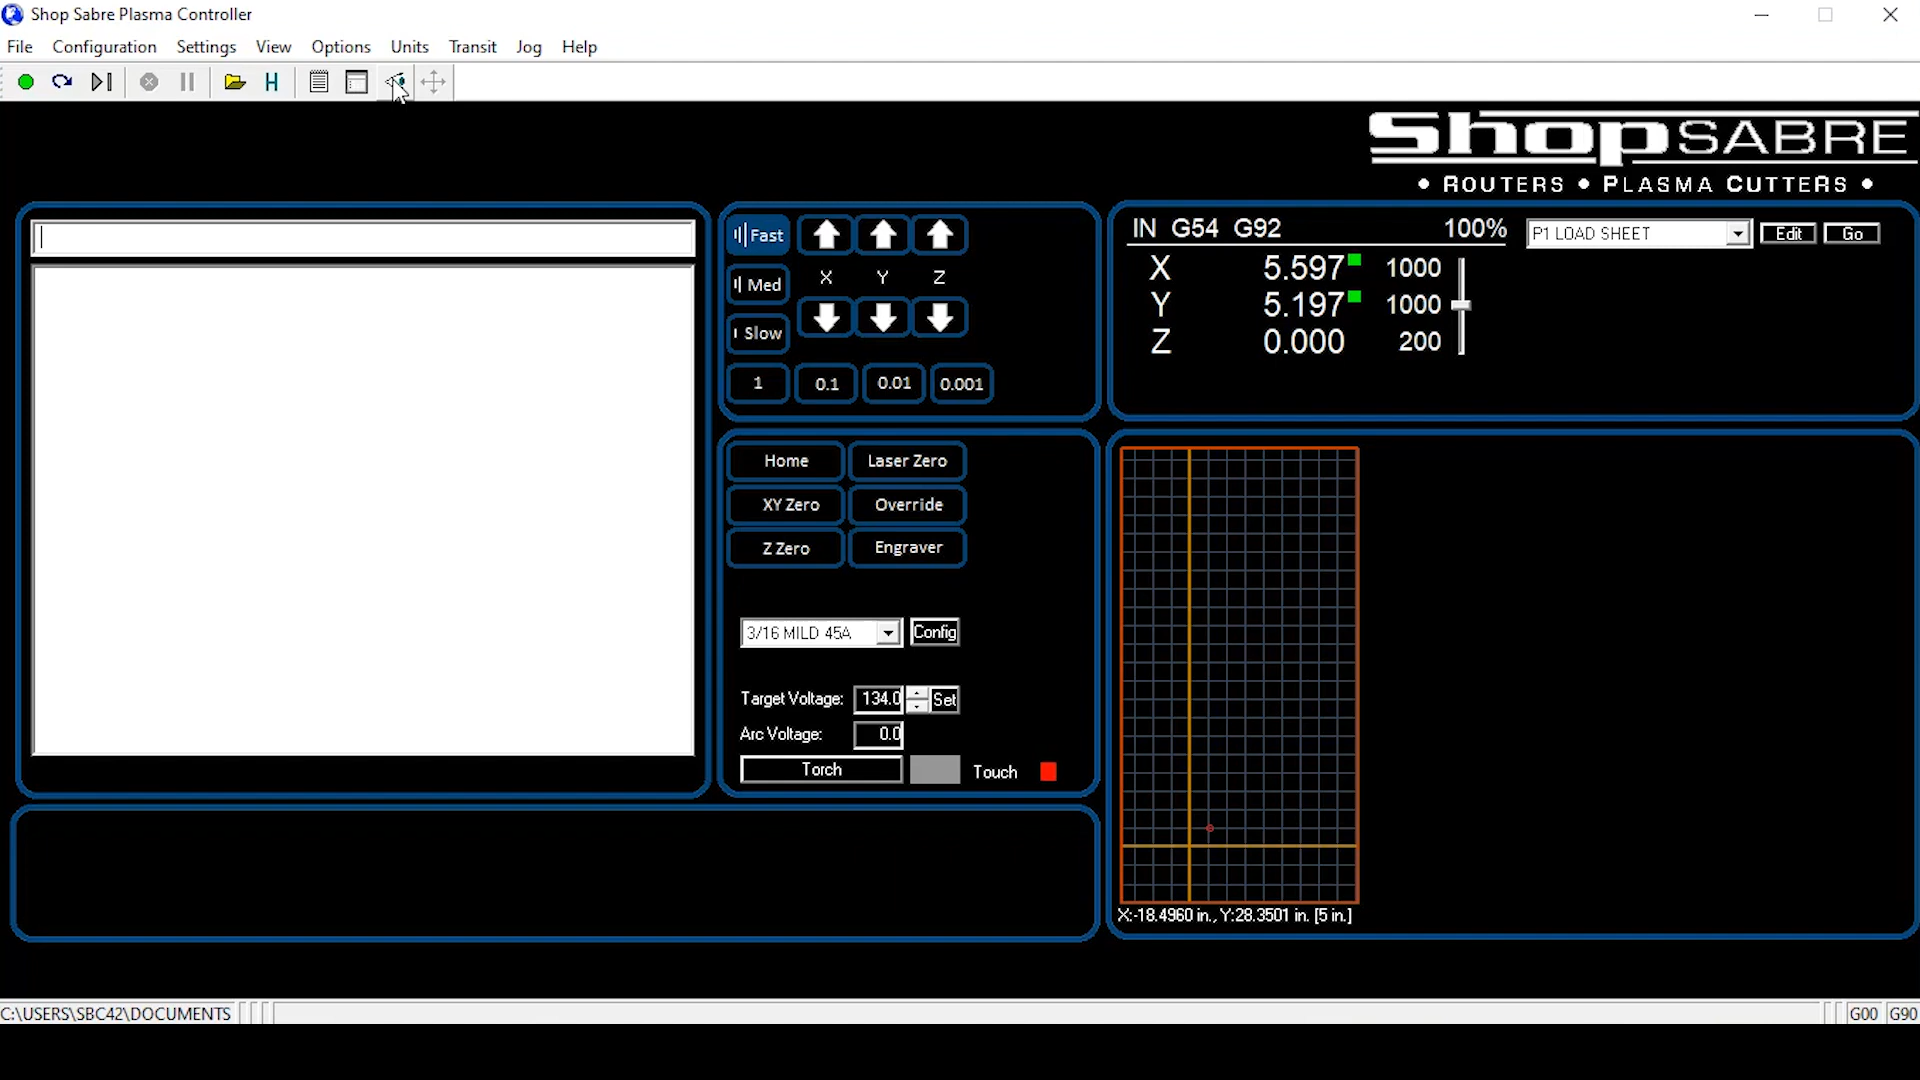 Shop Sabre Plasma Controller
File Configuration Settings View Options Units Transit Jog Help
H
ShopSABRE
• ROUTERS • PLASMA CUTTERS •
Fast
Med
Slow
X Y Z
1 0.1 0.01 0.001
IN G54 G92 100%
X 5.597 1000
Y 5.197 1000
Z 0.000 200
P1 LOAD SHEET Edit Go
Home Laser Zero
XY Zero Override
Z Zero Engraver
3/16 MILD 45A Config
Target Voltage: 134.0 Set
Arc Voltage: 0.0
Torch Touch
X:-18.4960 in., Y:28.3501 in. [5 in.]
C:\USERS\SBC42\DOCUMENTS G00 G90